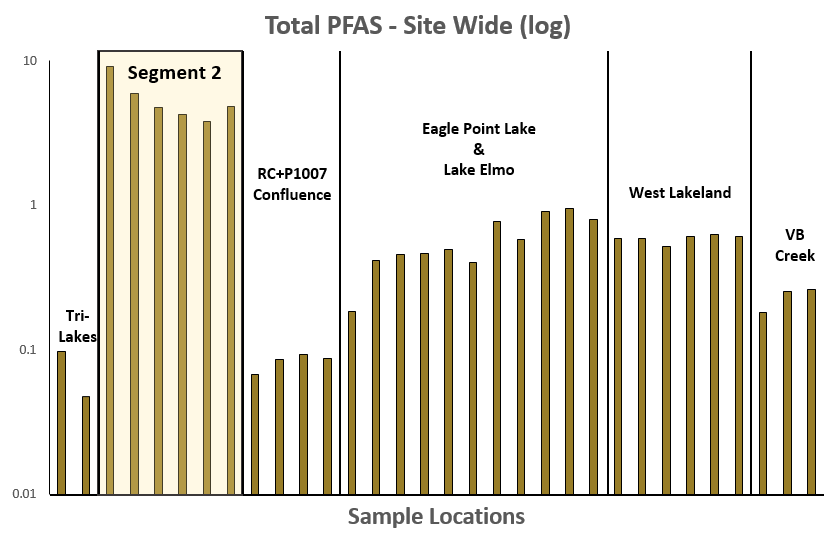 Total PFAS - Site Wide (log)
10
1
0.1
0.01
Tri-
Lakes
Segment 2
RC+P1007
Confluence
Eagle Point Lake
&
Lake Elmo
West Lakeland
VB
Creek
Sample Locations